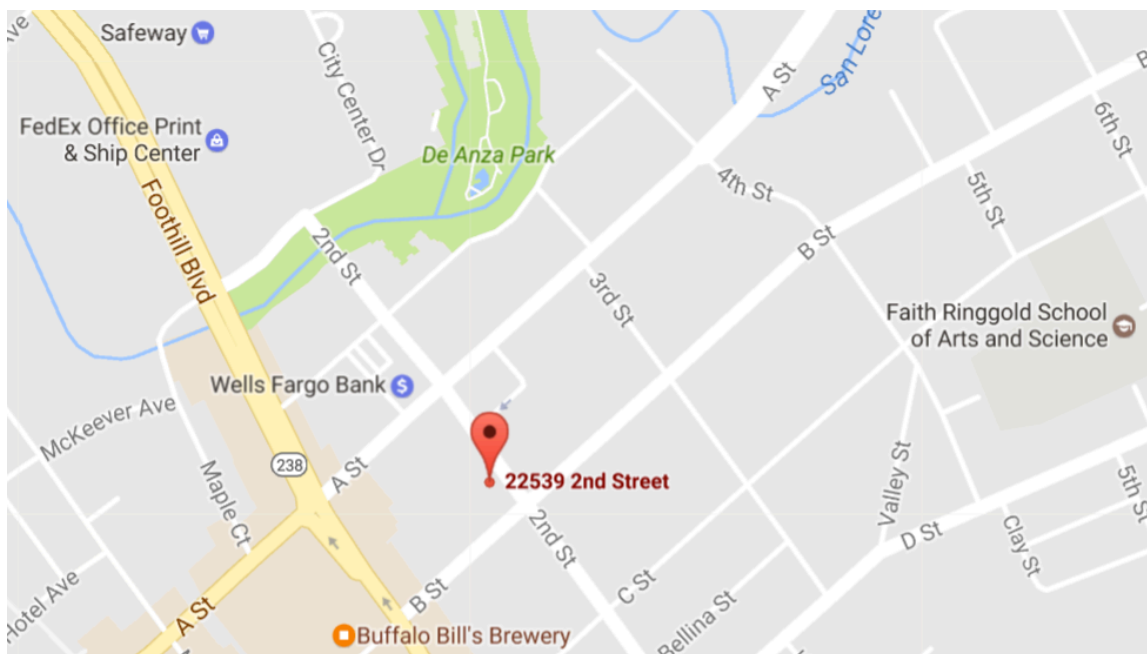 Ave
Safeway
City Center Dr
A St
San Lore
B
6th St
FedEx Office Print
& Ship Center
De Anza Park
4th St
5th St
Foothill Blvd
2nd St
B St
3rd St
Faith Ringgold School
of Arts and Science
Wells Fargo Bank
McKeever Ave
238
A St
22539 2nd Street
Valley St
5th St
Maple Ct
2nd St
D St
Clay St
Hotel Ave
B St
C St
A St
Buffalo Bill's Brewery
Bellina St